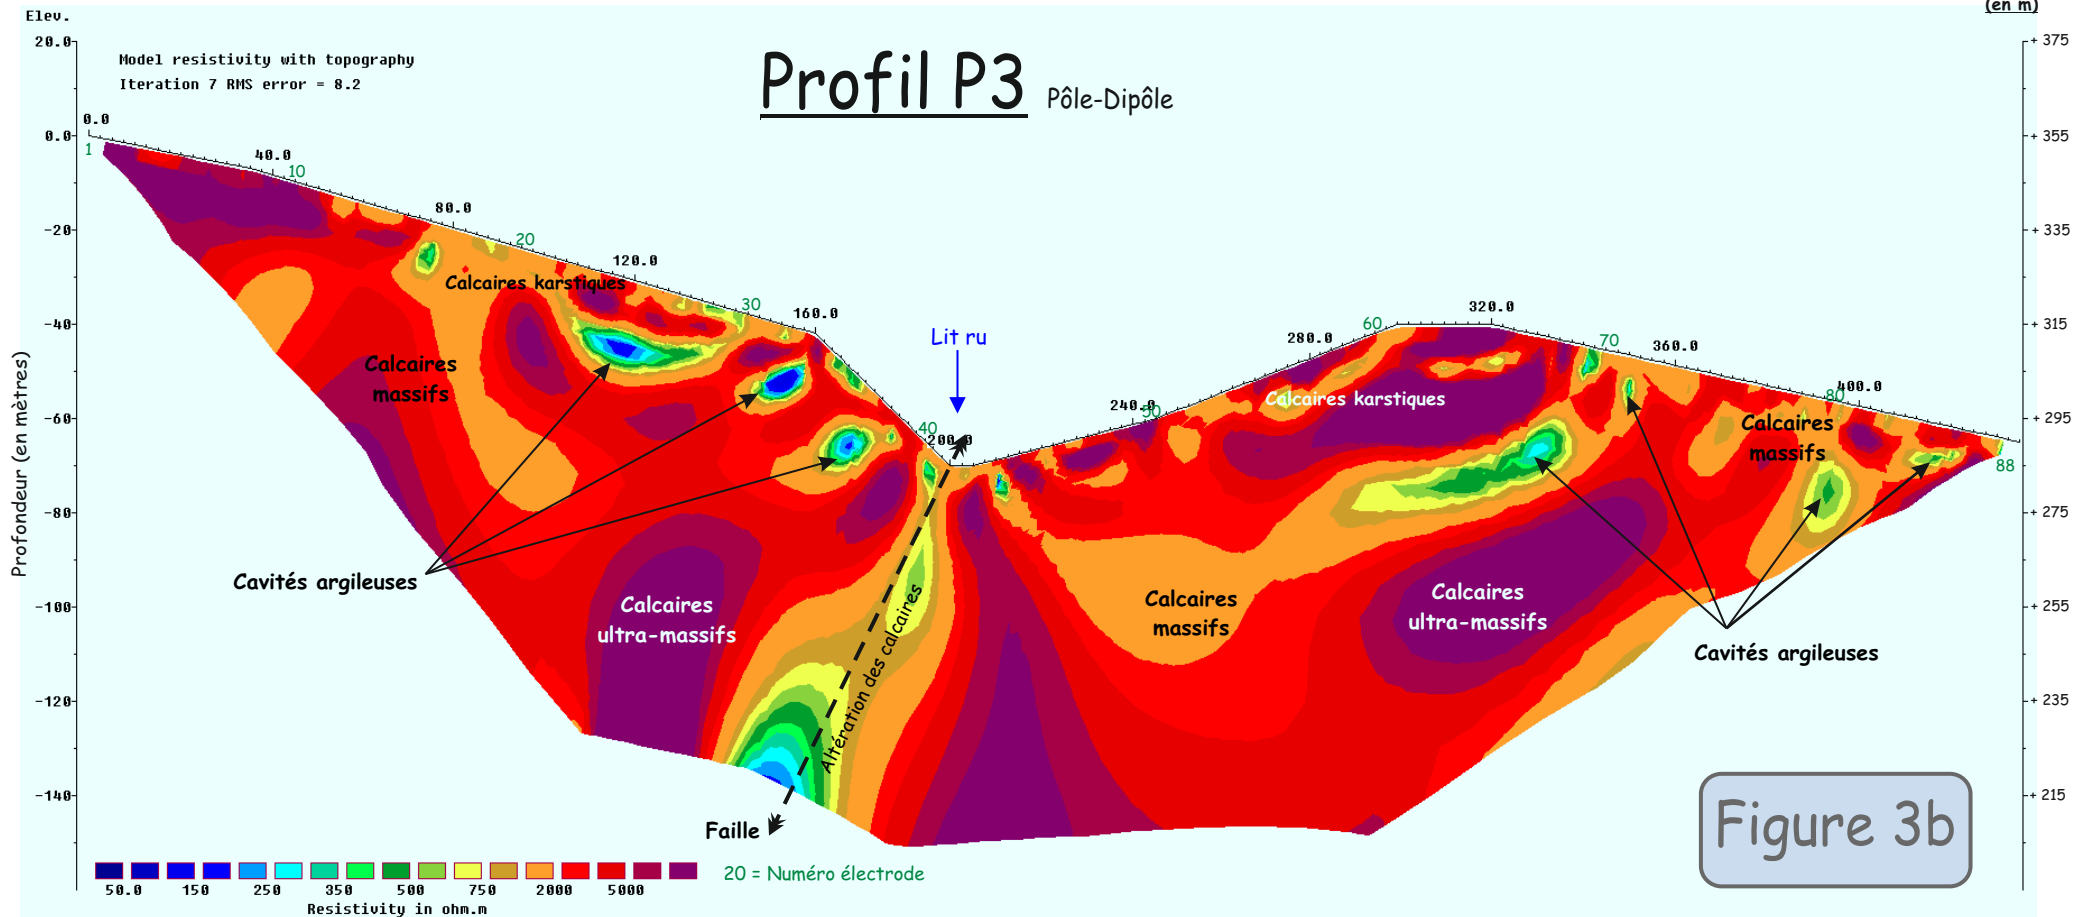 (en m)
Elev.
20.0
+ 375
Model resistivity with topography
Iteration 7 RMS error = 8.2
Profil P3 Pôle-Dipôle
0.0
0.0
+ 355
1
40.0
10
80.0
-20
+ 335
20
120.0
Calcaires karstiques
30
160.0
-40
+ 315
Lit ru
60
320.0
280.0
70
360.0
Calcaires
massifs
80
400.0
Calcaires karstiques
240.0
50
-60
+ 295
40
200.0
Calcaires
massifs
88
-80
+ 275
Profondeur (en mètres)
Cavités argileuses
-100
+ 255
Calcaires
ultra-massifs
Altération des calcaires
Calcaires
massifs
Calcaires
ultra-massifs
Cavités argileuses
-120
+ 235
-140
+ 215
Faille
Figure 3b
20 = Numéro électrode
50.0 150 250 350 500 750 2000 5000
Resistivity in ohm.m